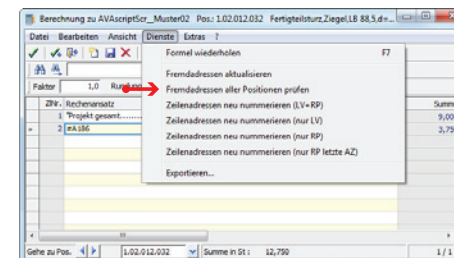 Berechnung zu AVAscriptScr_Muster02 Pos.: 1.02.012.032 Fertigteilsturz,Ziegel,LB 88,5,d=...
Datei Bearbeiten Ansicht Dienste Extras ?
Formel wiederholen F7
Fremdadressen aktualisieren
Faktor 1,0 Fremdadressen aller Positionen prüfen
ZNr. Rechenansatz Zeilenadressen neu nummerieren (LV+RP)
1 "Projekt gesamt..... Zeilenadressen neu nummerieren (nur LV) 9,00
2 #A186 Zeilenadressen neu nummerieren (nur RP) 3,75
Zeilenadressen neu nummerieren (nur RP letzte AZ)
Exportieren...
Gehe zu Pos. 1.02.012.032 Summe in St : 12,750 1/1